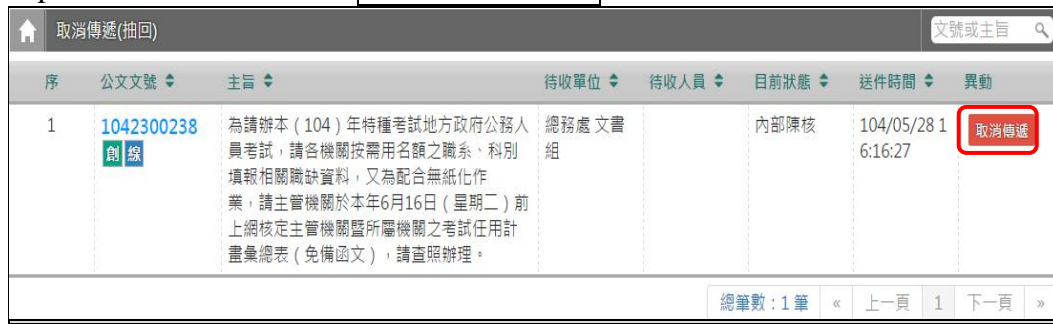 取消傳遞(抽回)
文號或主旨
序 公文文號 主旨 待收單位 待收人員 目前狀態 送件時間 異動
1 1042300238 為請辦本(104)年特種考試地方政府公務人 總務處 文書 內部陳核 104/05/28 1 取消傳遞
創 線 員考試,請各機關按需用名額之職系、科別 組 6:16:27
填報相關職缺資料,又為配合無紙化作
業,請主管機關於本年6月16日(星期二)前
上網核定主管機關暨所屬機關之考試任用計
畫彙總表(免備函文),請查照辦理。
總筆數:1 筆 « 上一頁 1 下一頁 »